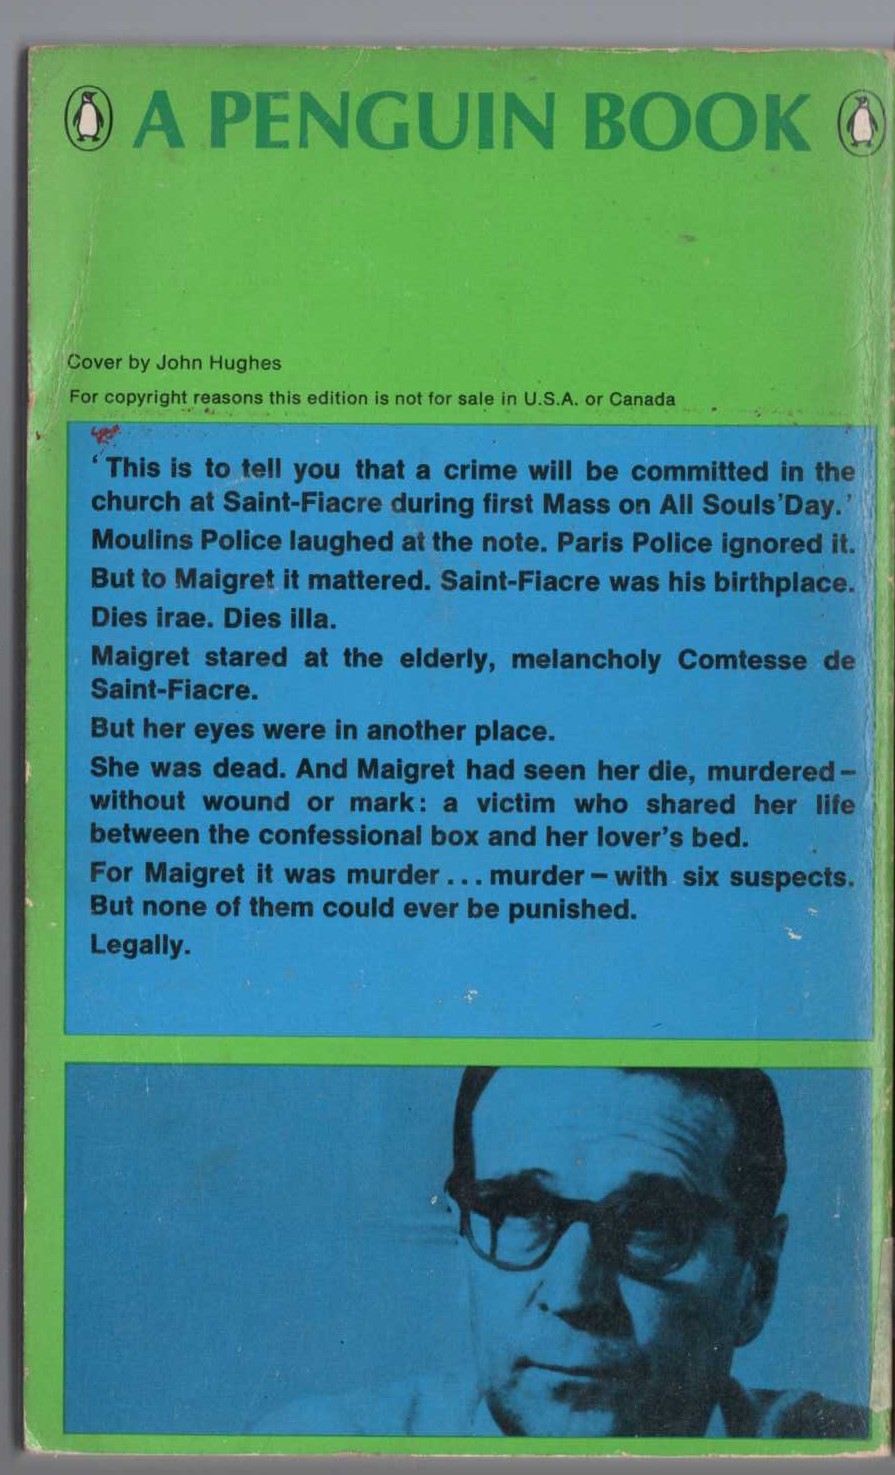 A PENGUIN BOOK
Cover by John Hughes
For copyright reasons this edition is not for sale in U.S.A. or Canada
‘This is to tell you that a crime will be committed in the
church at Saint-Fiacre during first Mass on All Souls’Day.’
Moulins Police laughed at the note. Paris Police ignored it.
But to Maigret it mattered. Saint-Fiacre was his birthplace.
Dies irae. Dies illa.
Maigret stared at the elderly, melancholy Comtesse de
Saint-Fiacre.
But her eyes were in another place.
She was dead. And Maigret had seen her die, murdered–
without wound or mark: a victim who shared her life
between the confessional box and her lover's bed.
For Maigret it was murder...murder–with six suspects.
But none of them could ever be punished.
Legally.